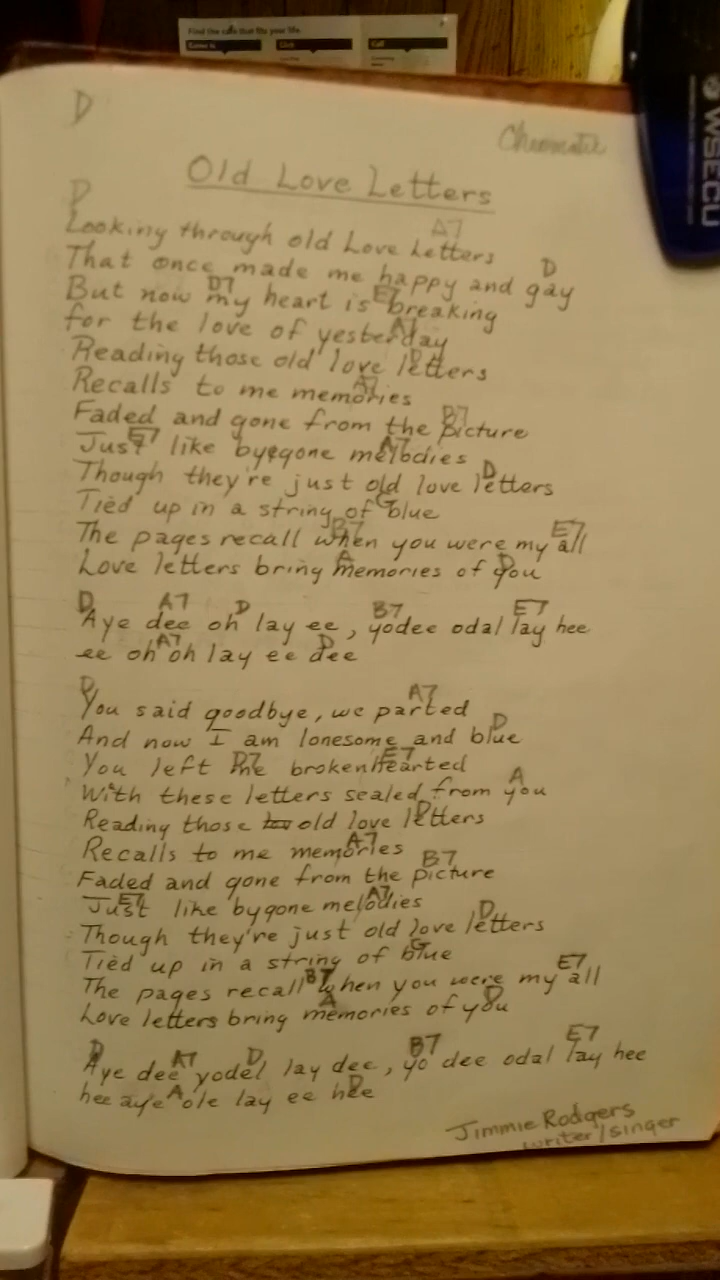 Find the card that fits your life.
Click
Call
WSECU
D
Chromatic
Old Love Letters
D A7
Looking through old Love Letters
D
That once made me happy and gay
B7 E7
But now my heart is breaking
A7
for the love of yesterday
D
Reading those old love letters
A7
Recalls to me memories
B7
Faded and gone from the picture
E7 A7
Just like bygone melodies
D
Though they're just old love letters
G
Tied up in a string of blue
B7 E7
The pages recall when you were my all
A D
Love letters bring memories of you
D A7 D B7 E7
Aye dee oh lay ee, yodee odal lay hee
A7 D
ee oh oh lay ee dee
D A7
You said goodbye, we parted
D
And now I am lonesome and blue
B7 E7
You left me brokenhearted
A
With these letters sealed from you
D
Reading those old love letters
A7
Recalls to me memories
B7
Faded and gone from the picture
E7 A7
Just like bygone melodies
D
Though they're just old love letters
G
Tied up in a string of blue
B7 E7
The pages recall when you were my all
A D
Love letters bring memories of you
D A7 D B7 E7
Aye dee yodel lay dee, yo dee odal lay hee
A D
hee aye ole lay ee hee
Jimmie Rodgers
writer/singer